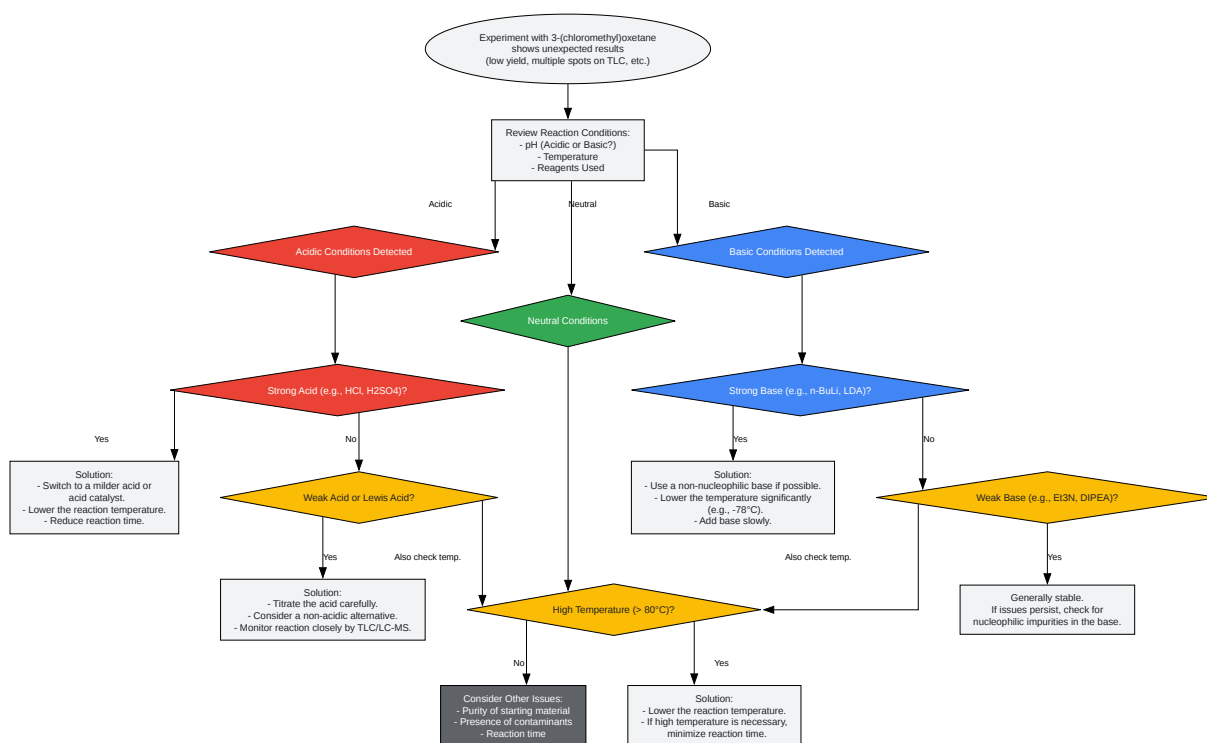 Experiment with 3-(chloromethyl)oxetane
shows unexpected results
(low yield, multiple spots on TLC, etc.)
Review Reaction Conditions:
- pH (Acidic or Basic?)
- Temperature
- Reagents Used
Acidic
Neutral
Basic
Acidic Conditions Detected
Basic Conditions Detected
Neutral Conditions
Strong Acid (e.g., HCl, H2SO4)?
Strong Base (e.g., n-BuLi, LDA)?
Yes
No
Yes
No
Solution:
- Switch to a milder acid or
acid catalyst.
- Lower the reaction temperature.
- Reduce reaction time.
Weak Acid or Lewis Acid?
Solution:
- Use a non-nucleophilic base if possible.
- Lower the temperature significantly
(e.g., -78°C).
- Add base slowly.
Weak Base (e.g., Et3N, DIPEA)?
Yes
Also check temp.
Also check temp.
Yes
Solution:
- Titrate the acid carefully.
- Consider a non-acidic alternative.
- Monitor reaction closely by TLC/LC-MS.
High Temperature (> 80°C)?
Generally stable.
If issues persist, check for
nucleophilic impurities in the base.
No
Yes
Consider Other Issues:
- Purity of starting material
- Presence of contaminants
- Reaction time
Solution:
- Lower the reaction temperature.
- If high temperature is necessary,
minimize reaction time.